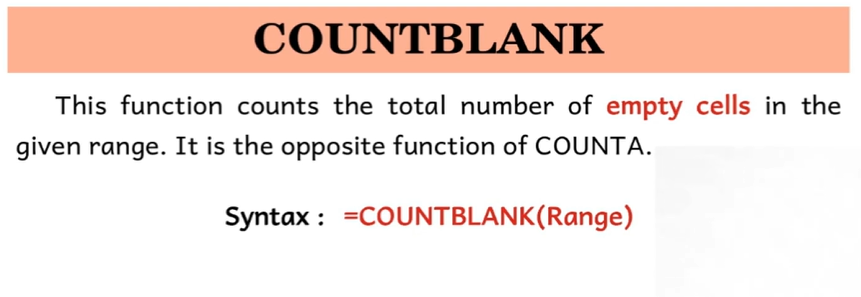 COUNTBLANK
This function counts the total number of empty cells in the
given range. It is the opposite function of COUNTA.
Syntax : =COUNTBLANK(Range)